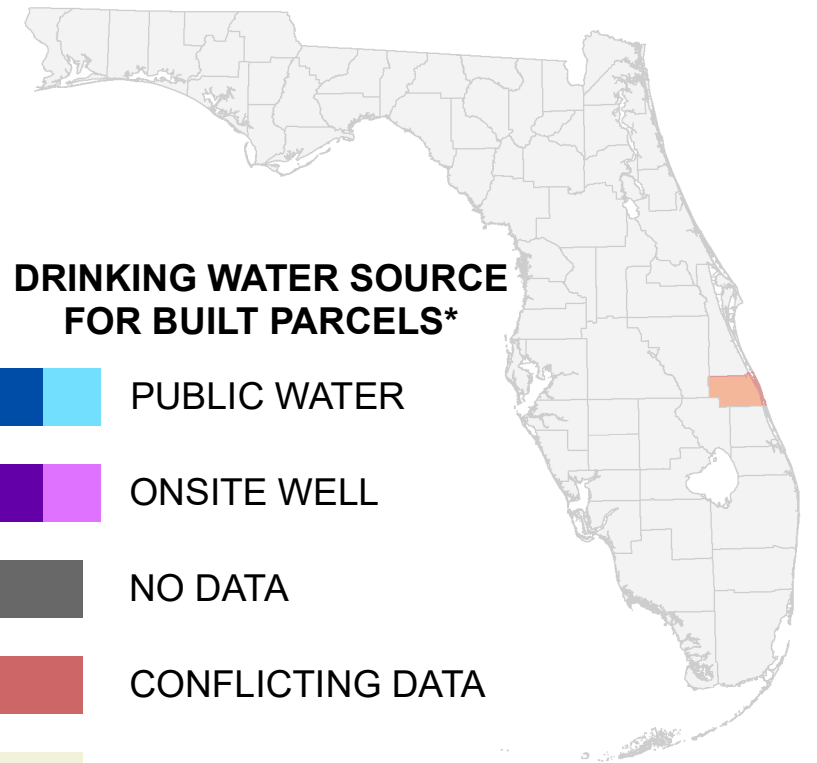 DRINKING WATER SOURCE
FOR BUILT PARCELS*
PUBLIC WATER
ONSITE WELL
NO DATA
CONFLICTING DATA